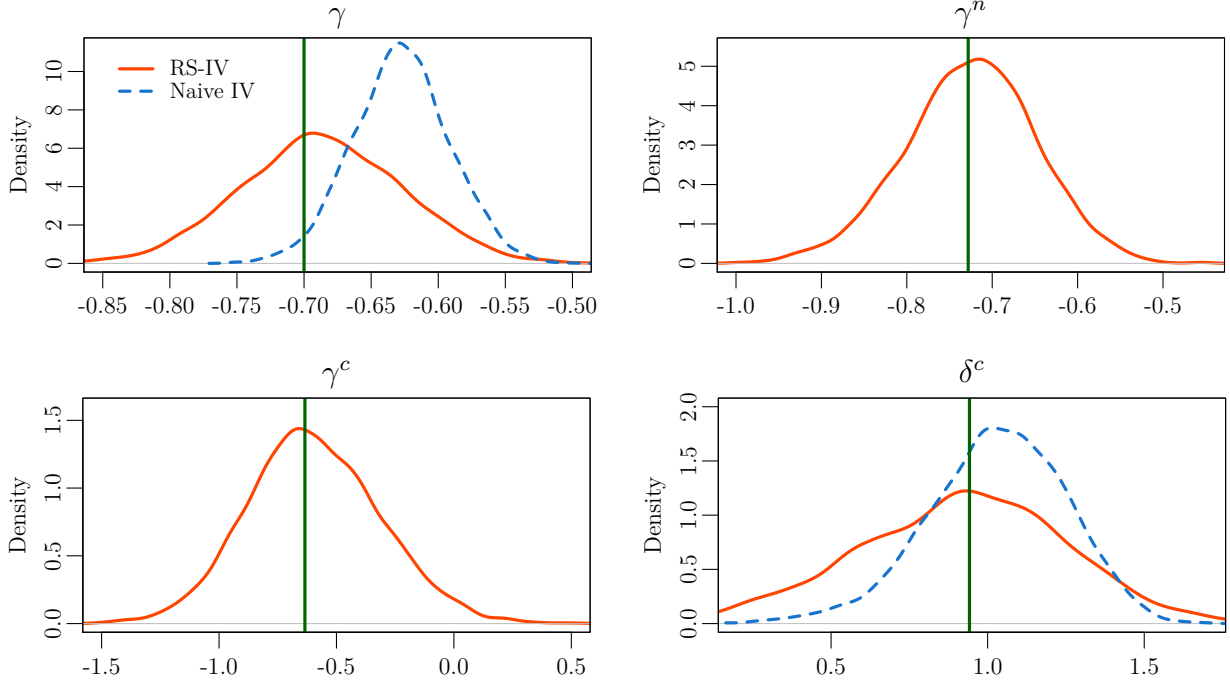 γ
Density
0 2 4 6 8 10
RS-IV
Naive IV
-0.85 -0.80 -0.75 -0.70 -0.65 -0.60 -0.55 -0.50
γⁿ
Density
0 1 2 3 4 5
-1.0 -0.9 -0.8 -0.7 -0.6 -0.5
γᶜ
Density
0.0 0.5 1.0 1.5
-1.5 -1.0 -0.5 0.0 0.5
δᶜ
Density
0.0 0.5 1.0 1.5 2.0
0.5 1.0 1.5